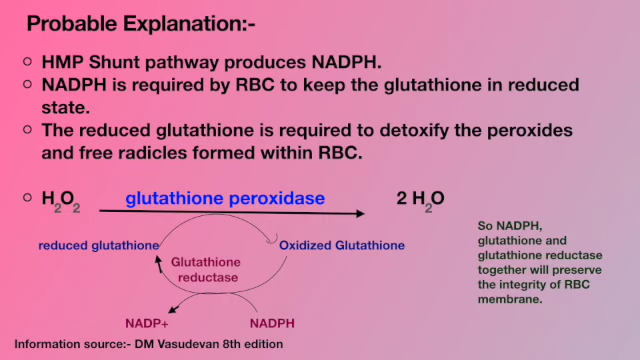 Probable Explanation:-
○ HMP Shunt pathway produces NADPH.
○ NADPH is required by RBC to keep the glutathione in reduced
state.
○ The reduced glutathione is required to detoxify the peroxides
and free radicles formed within RBC.
○ H2O2 glutathione peroxidase 2 H2O
So NADPH,
glutathione and
glutathione reductase
together will preserve
the integrity of RBC
membrane.
reduced glutathione Oxidized Glutathione
Glutathione
reductase
NADP+ NADPH
Information source:- DM Vasudevan 8th edition